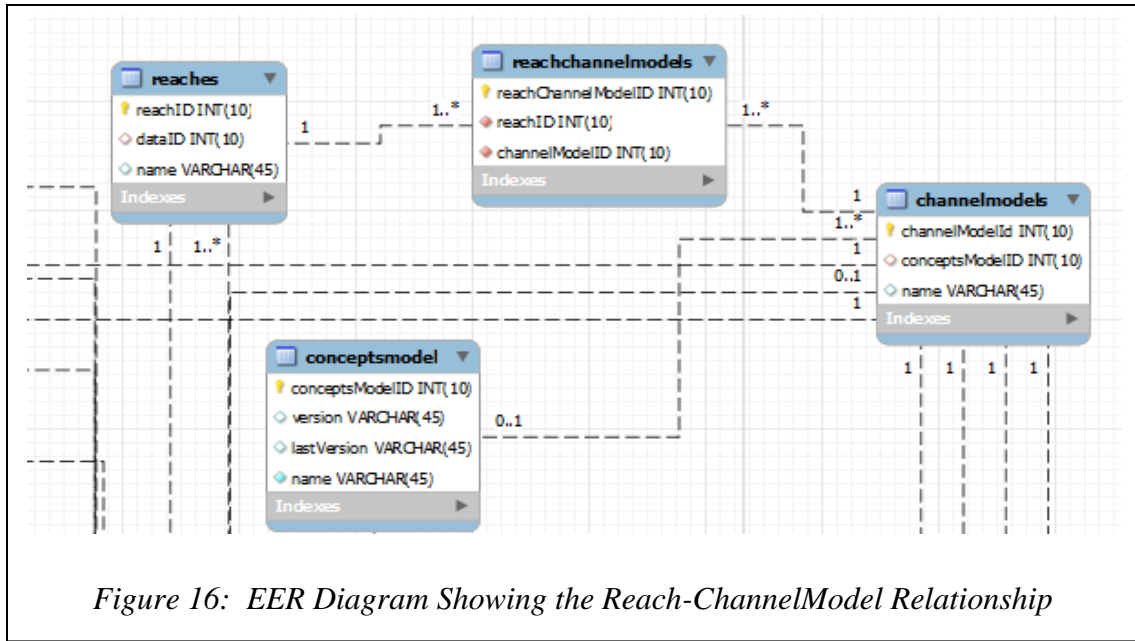 reaches
reachID INT(10)
dataID INT(10)
name VARCHAR(45)
Indexes
1
1..*
reachchannelmodels
reachChannelModelID INT(10)
reachID INT(10)
channelModelID INT(10)
Indexes
1..*
1
1..*
1
0..1
1
channelmodels
channelModelId INT(10)
conceptsModelID INT(10)
name VARCHAR(45)
Indexes
1
1..*
conceptsmodel
conceptsModelID INT(10)
version VARCHAR(45)
lastVersion VARCHAR(45)
name VARCHAR(45)
Indexes
0..1
1
1
1
1
Figure 16: EER Diagram Showing the Reach-ChannelModel Relationship